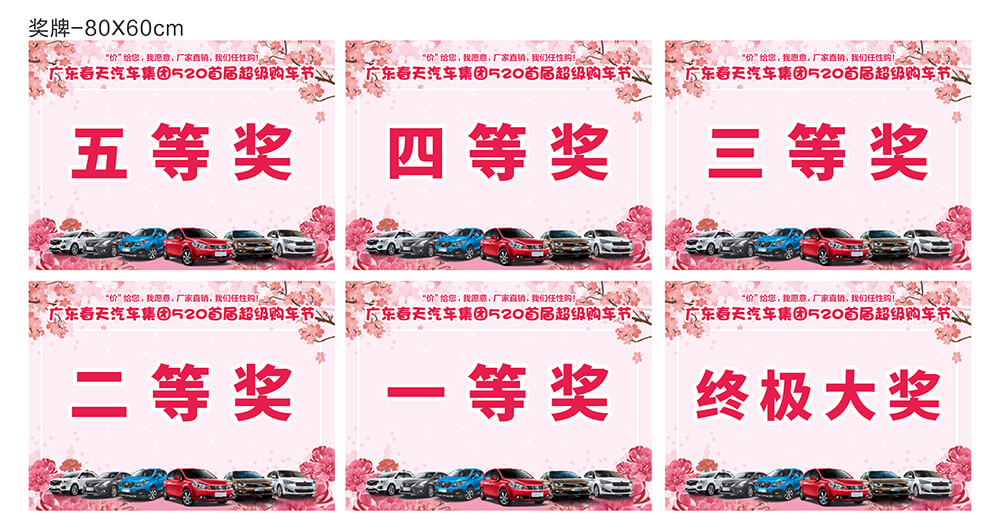 奖牌-80X60cm
“价”给您，我愿意，厂家直销，我们任性购！
广东春天汽车集团520首届超级购车节
五等奖
“价”给您，我愿意，厂家直销，我们任性购！
广东春天汽车集团520首届超级购车节
四等奖
“价”给您，我愿意，厂家直销，我们任性购！
广东春天汽车集团520首届超级购车节
三等奖
“价”给您，我愿意，厂家直销，我们任性购！
广东春天汽车集团520首届超级购车节
二等奖
“价”给您，我愿意，厂家直销，我们任性购！
广东春天汽车集团520首届超级购车节
一等奖
“价”给您，我愿意，厂家直销，我们任性购！
广东春天汽车集团520首届超级购车节
终极大奖